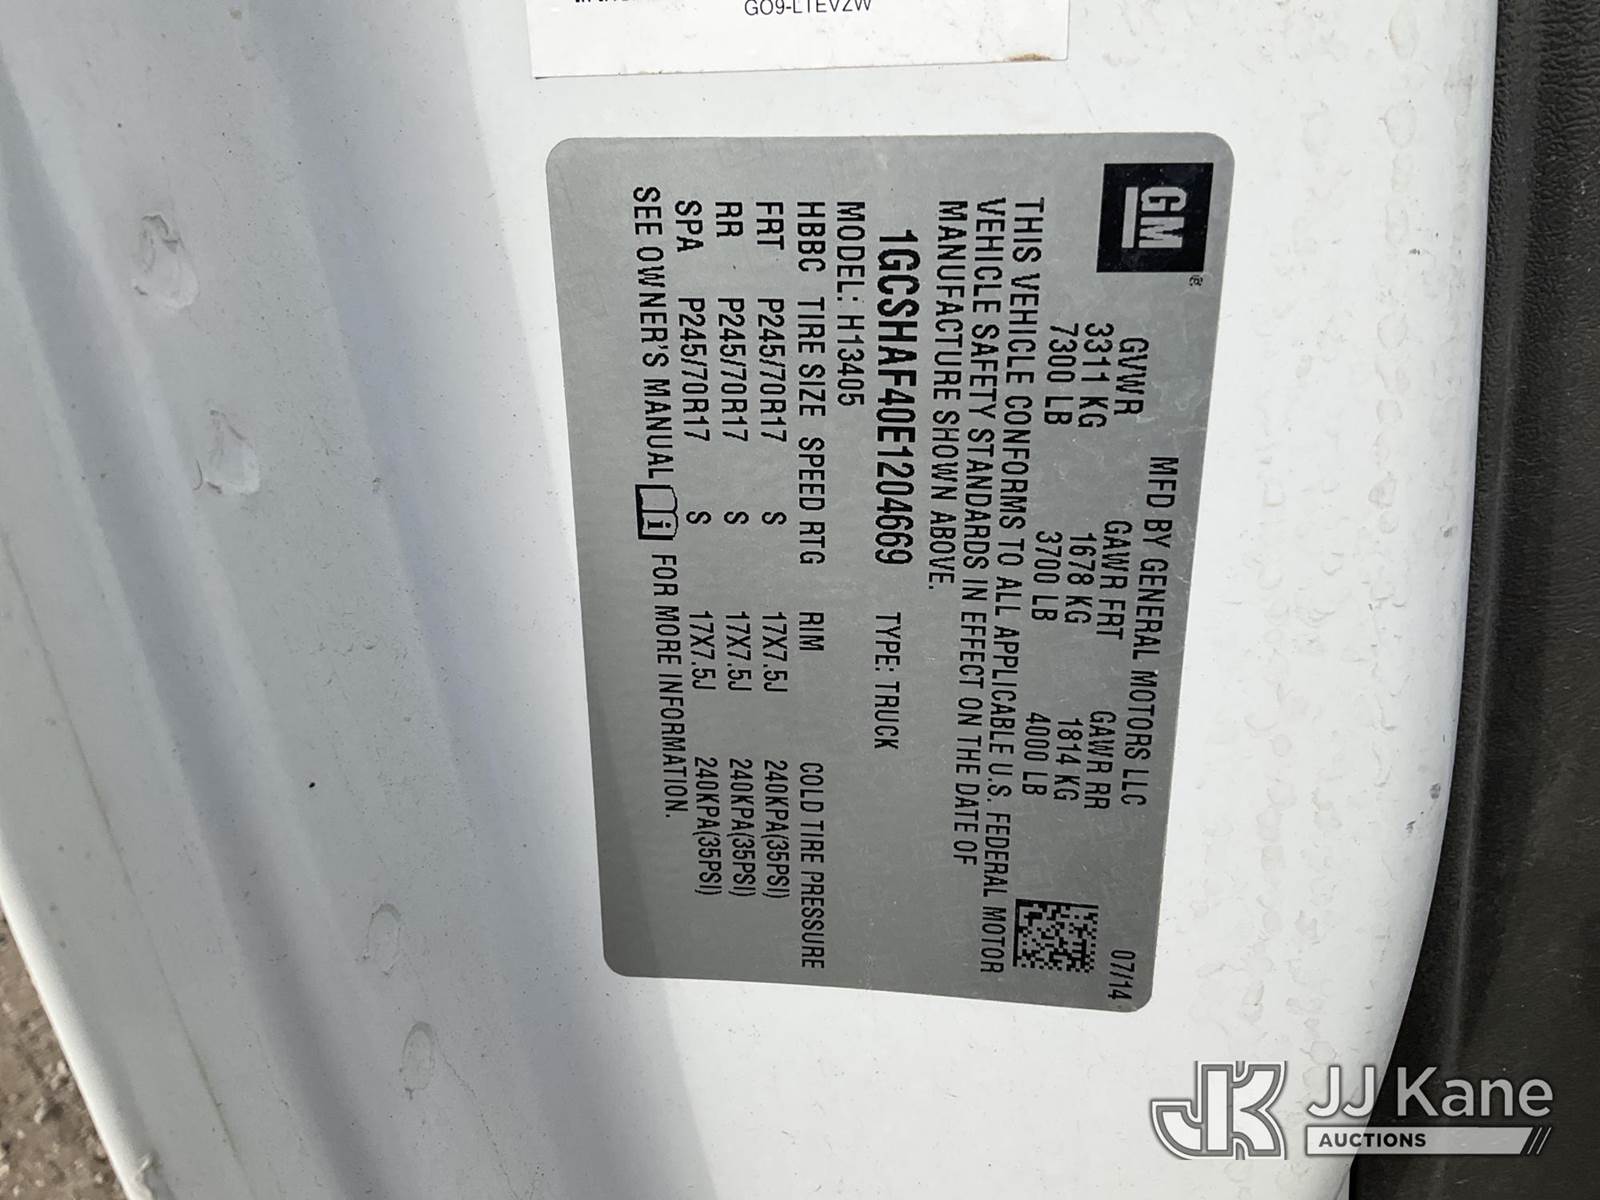 GO9-LTEVZW
GM®
MFD BY GENERAL MOTORS LLC 07/14
GVWR GAWR FRT GAWR RR
3311 KG 1678 KG 1814 KG
7300 LB 3700 LB 4000 LB
THIS VEHICLE CONFORMS TO ALL APPLICABLE U.S. FEDERAL MOTOR
VEHICLE SAFETY STANDARDS IN EFFECT ON THE DATE OF
MANUFACTURE SHOWN ABOVE.
1GCSHAF40E1204669 TYPE: TRUCK
MODEL: H13405
HBBC TIRE SIZE SPEED RTG RIM COLD TIRE PRESSURE
FRT P245/70R17 S 17X7.5J 240KPA(35PSI)
RR P245/70R17 S 17X7.5J 240KPA(35PSI)
SPA P245/70R17 S 17X7.5J 240KPA(35PSI)
SEE OWNER'S MANUAL i FOR MORE INFORMATION.
JK JJ Kane
AUCTIONS